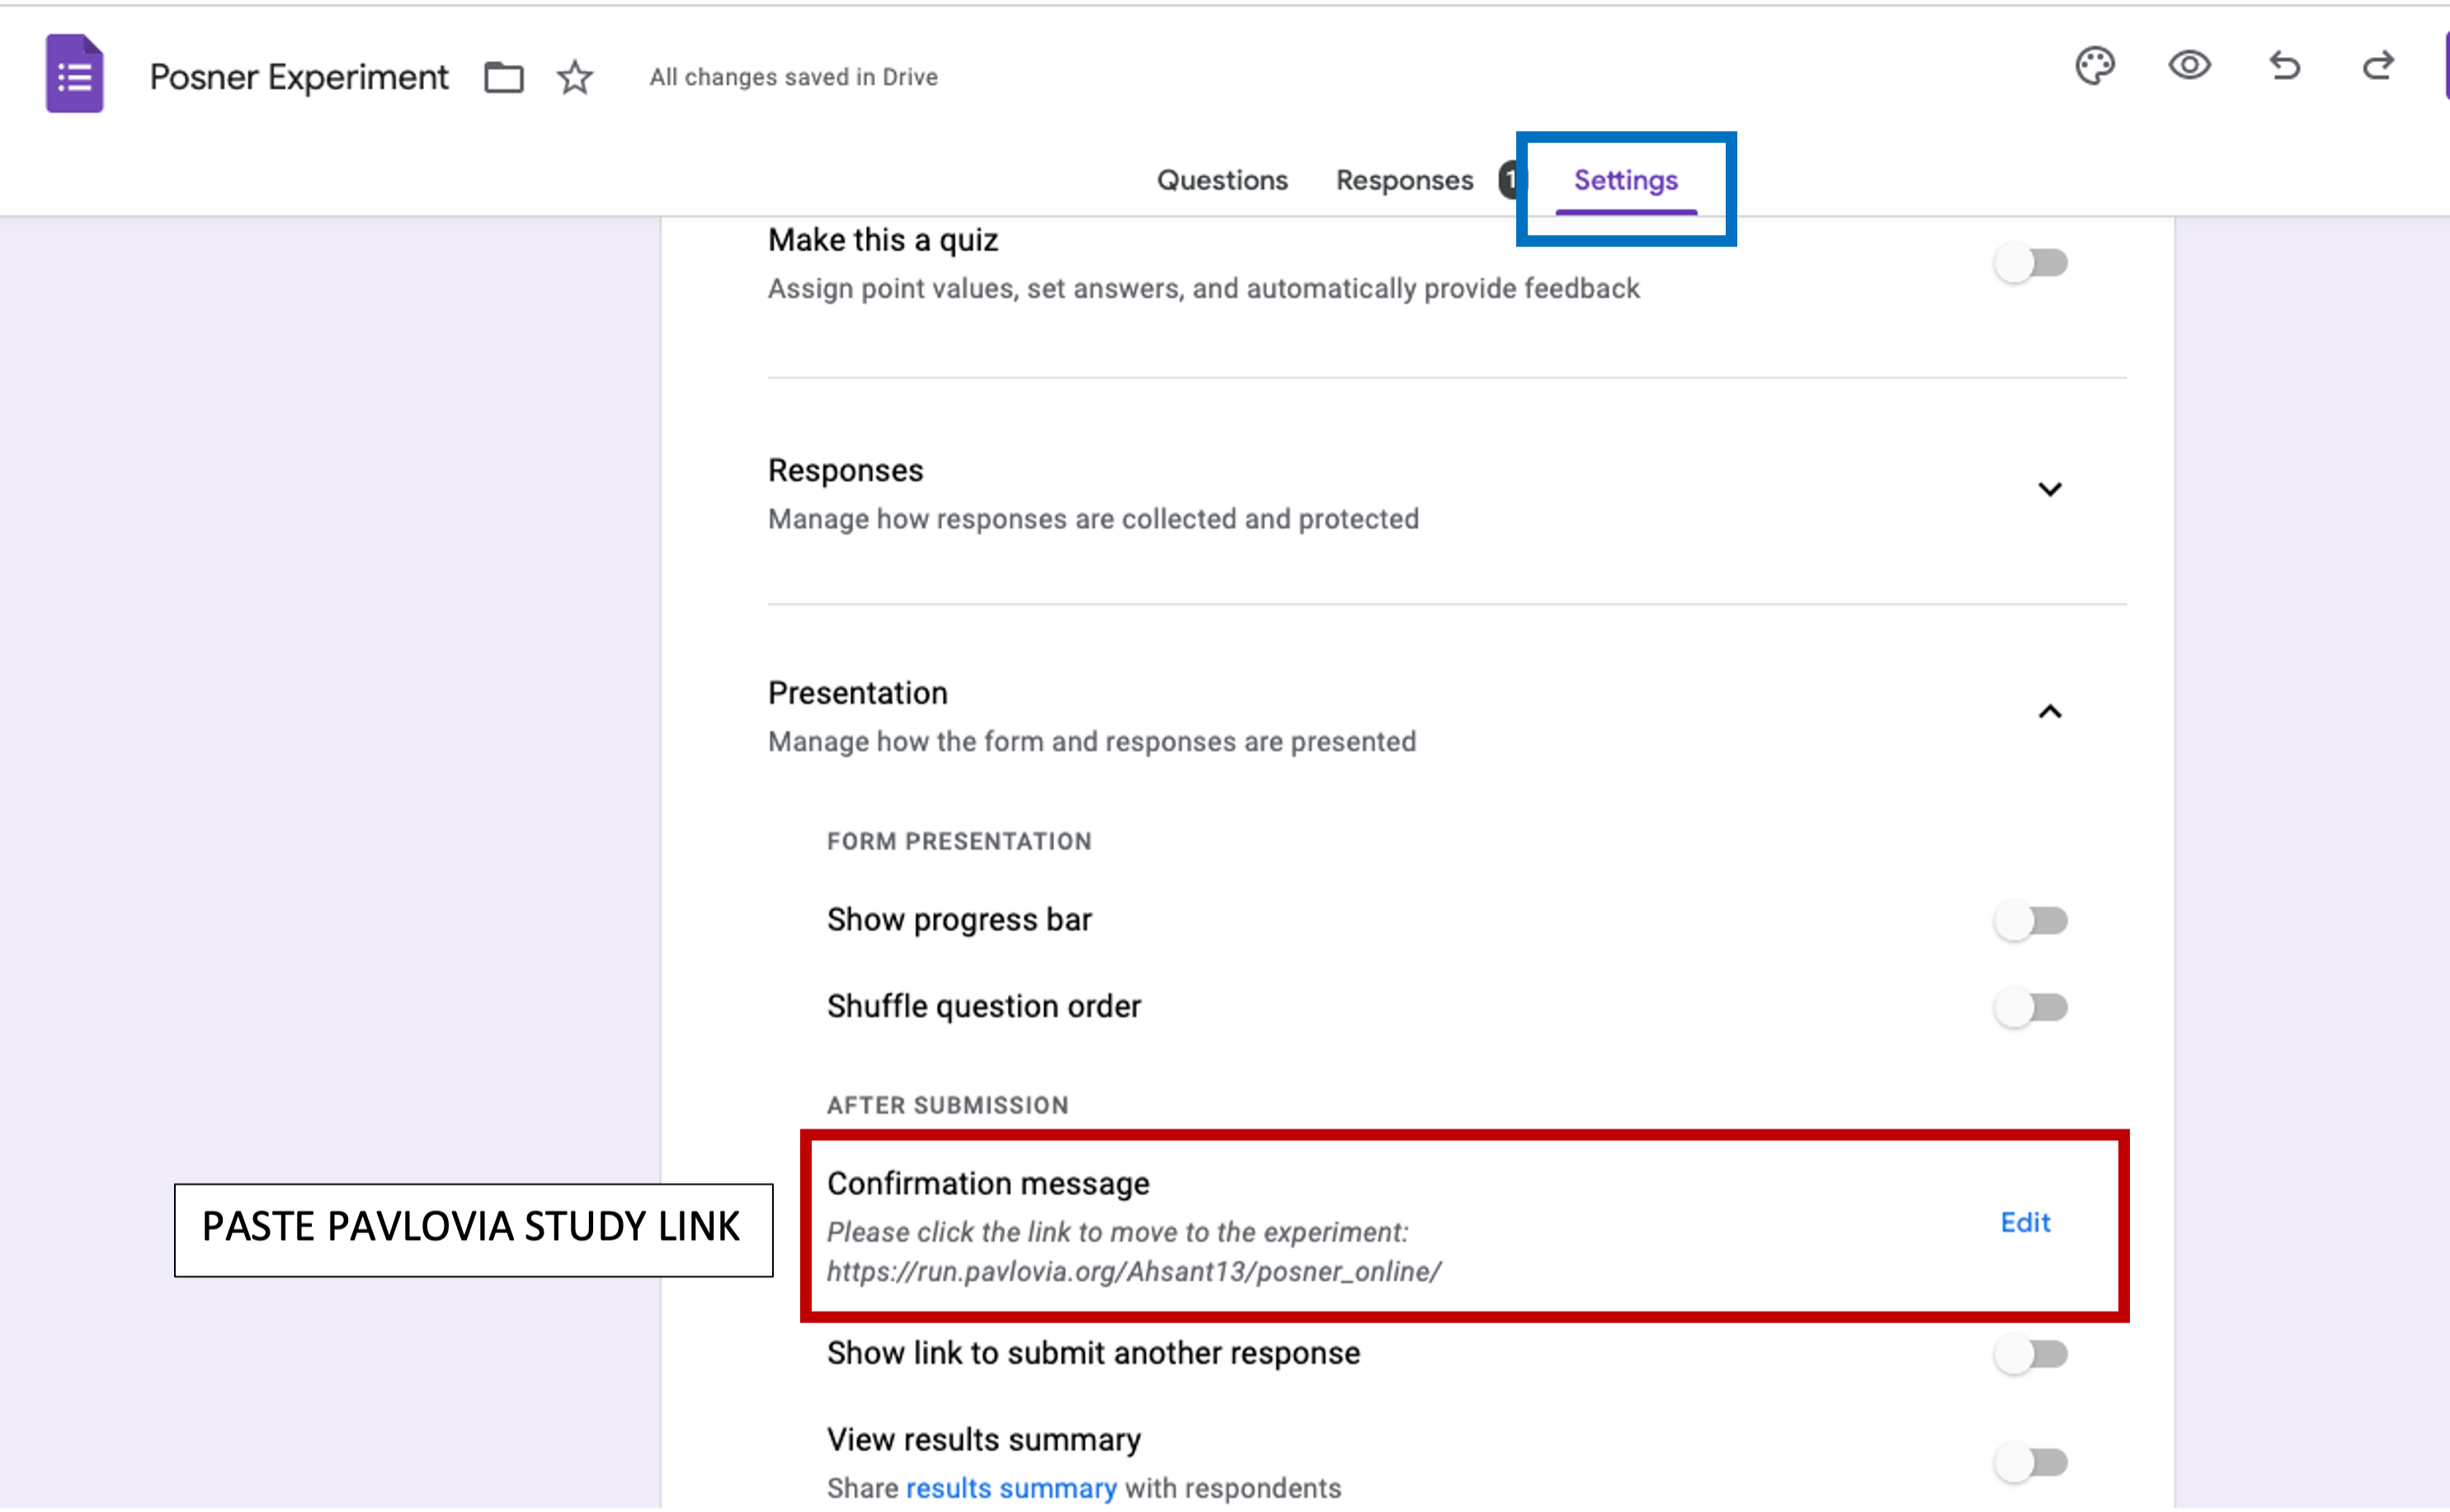 Posner Experiment All changes saved in Drive
Questions Responses 1 Settings
Make this a quiz
Assign point values, set answers, and automatically provide feedback
Responses
Manage how responses are collected and protected
Presentation
Manage how the form and responses are presented
FORM PRESENTATION
Show progress bar
Shuffle question order
AFTER SUBMISSION
Confirmation message
PASTE PAVLOVIA STUDY LINK
Please click the link to move to the experiment:
Edit
https://run.pavlovia.org/Ahsant13/posner_online/
Show link to submit another response
View results summary
Share results summary with respondents